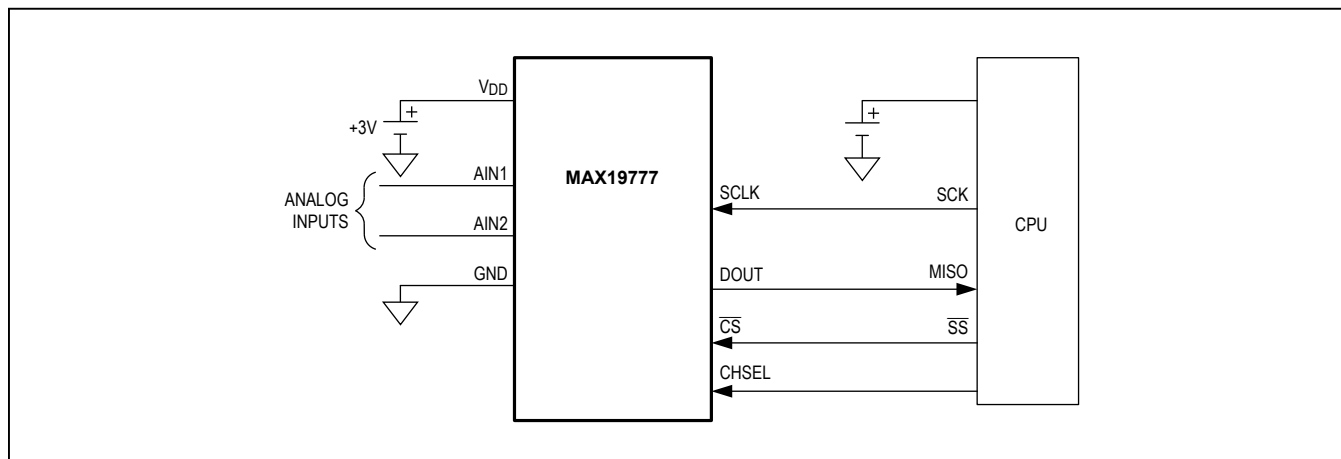 VDD
+
+3V
AIN1
ANALOG
INPUTS
AIN2
GND
MAX19777
SCLK
DOUT
CS
CHSEL
+
SCK
MISO
SS
CPU